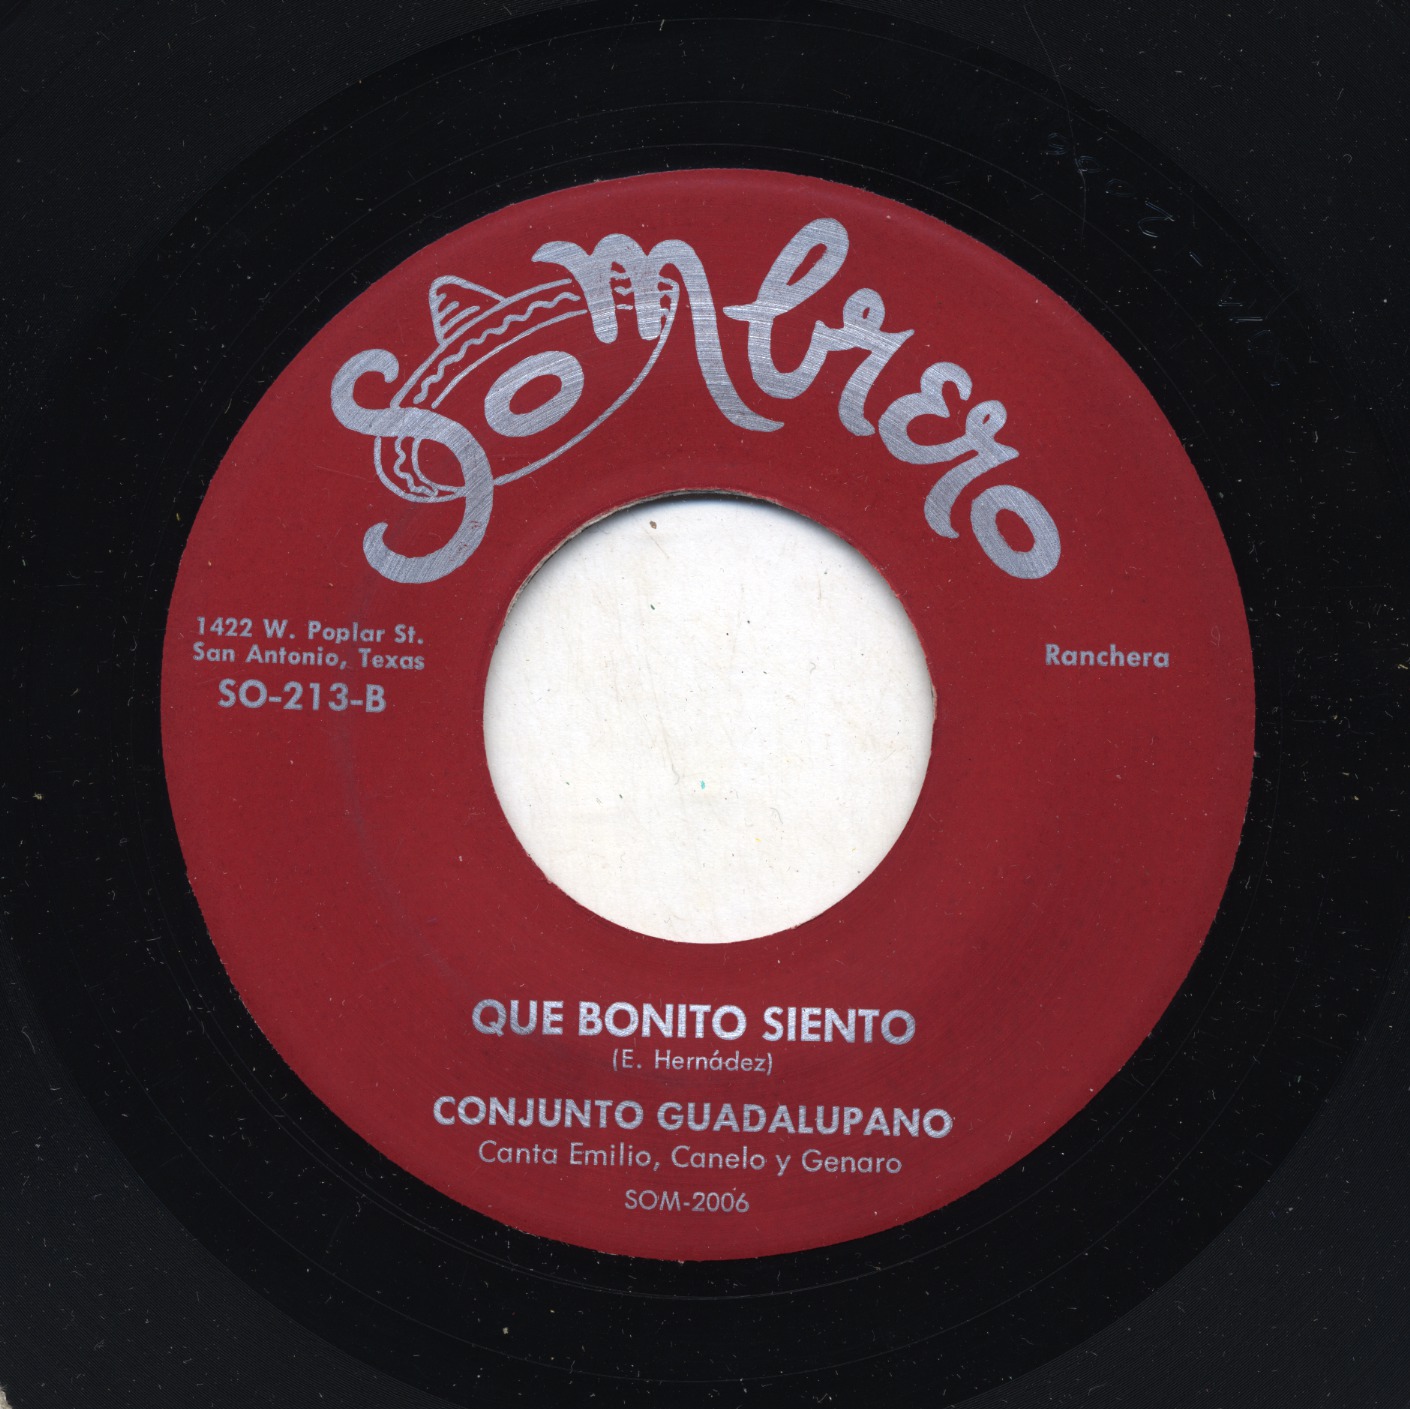 Sombrero
1422 W. Poplar St.
San Antonio, Texas
SO-213-B
Ranchera
QUE BONITO SIENTO
(E. Hernádez)
CONJUNTO GUADALUPANO
Canta Emilio, Canelo y Genaro
SOM-2006